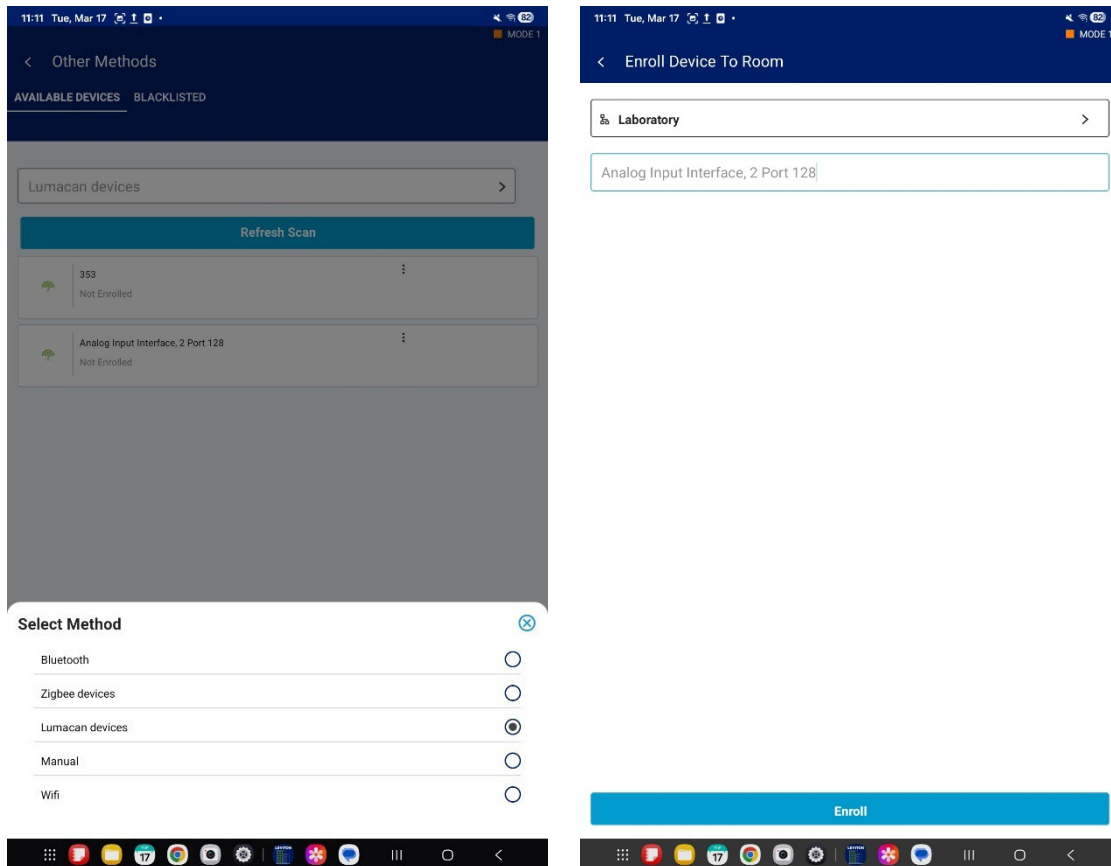 11:11 Tue, Mar 17
82
MODE 1
< Other Methods
AVAILABLE DEVICES BLACKLISTED
Lumacan devices >
Refresh Scan
353
Not Enrolled
Analog Input Interface, 2 Port 128
Not Enrolled
Select Method
Bluetooth
Zigbee devices
Lumacan devices
Manual
Wifi
17
11:11 Tue, Mar 17
82
MODE 1
< Enroll Device To Room
Laboratory >
Analog Input Interface, 2 Port 128
Enroll
17